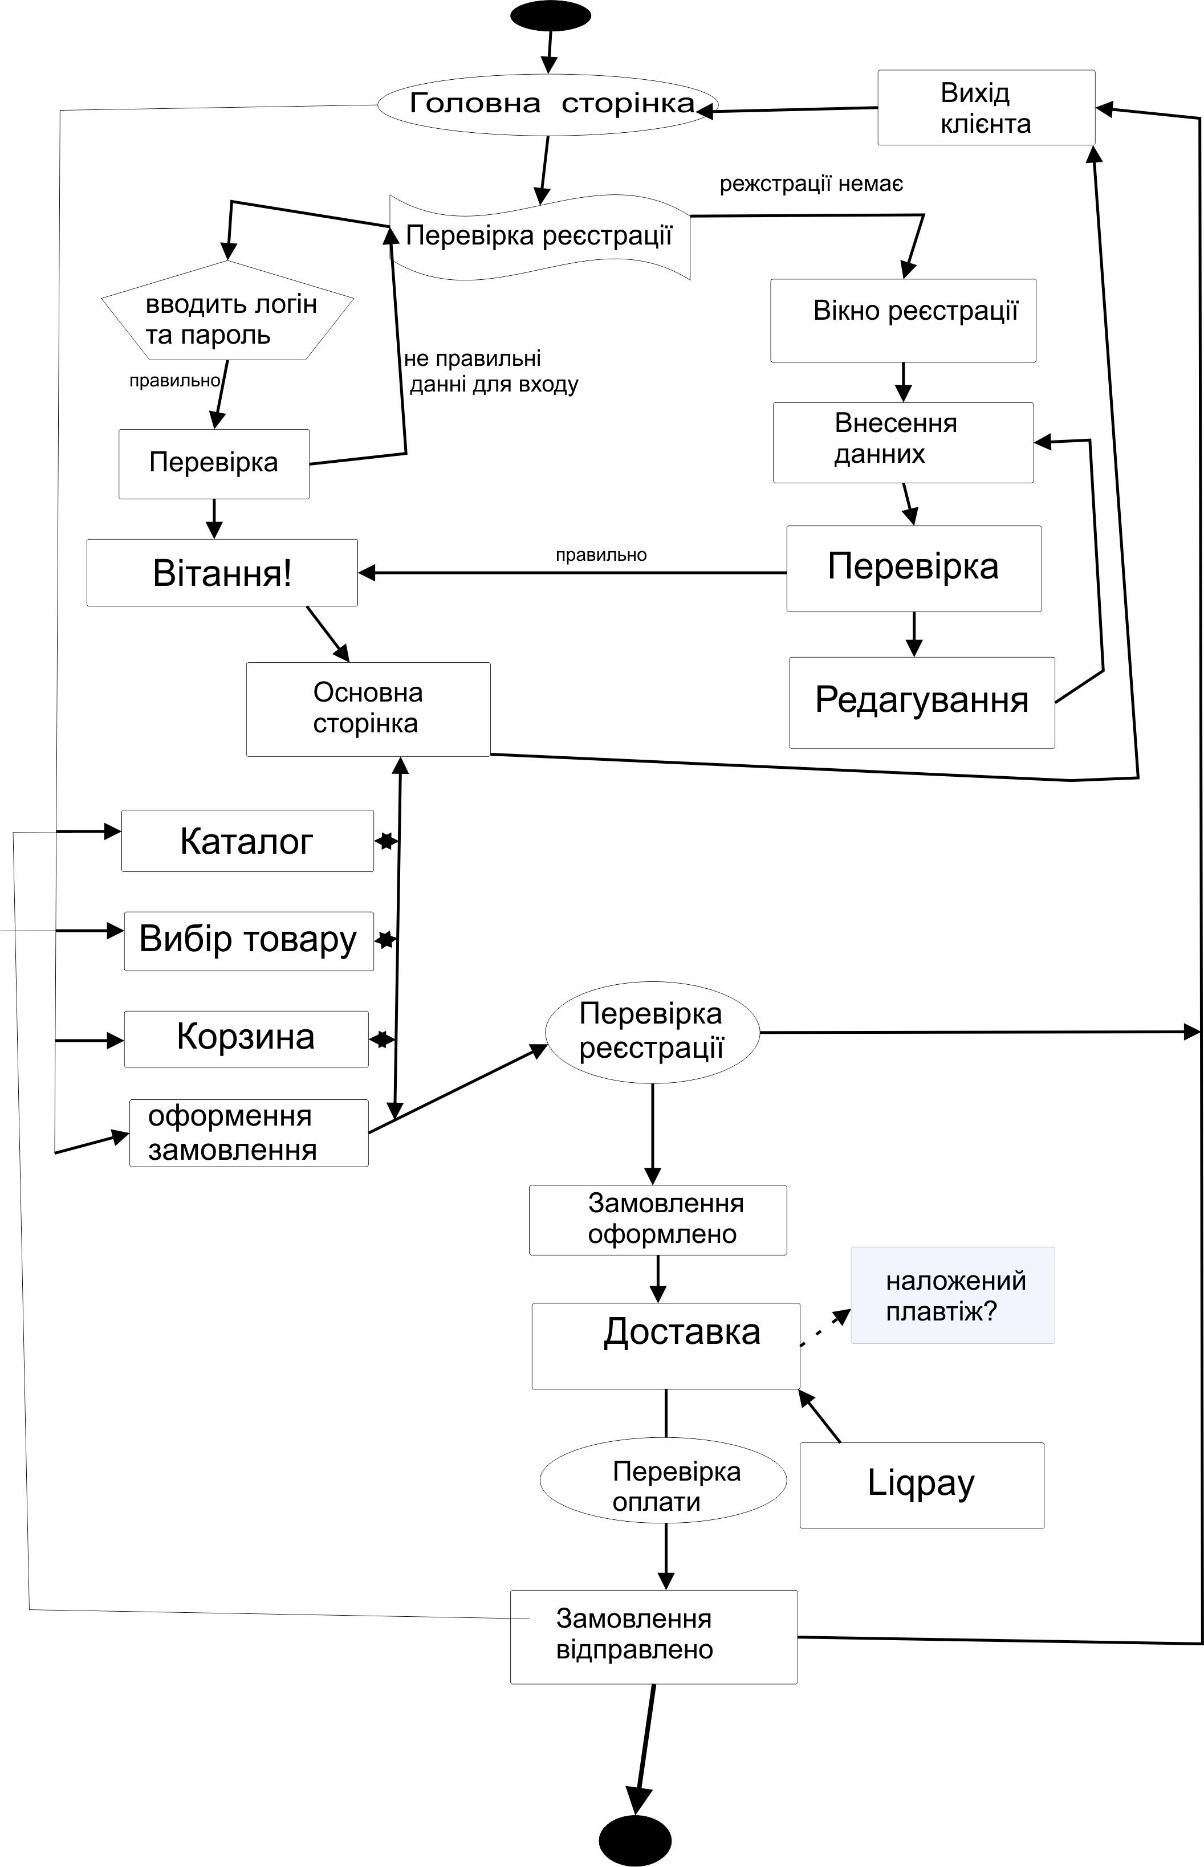 Головна сторінка
Вихід
клієнта
режстрації немає
Перевірка реєстрації
вводить логін
та пароль
Вікно реєстрації
не правильні
данні для входу
правильно
Внесення
данних
Перевірка
правильно
Перевірка
Вітання!
Основна
сторінка
Редагування
Каталог
Вибір товару
Корзина
Перевірка
реєстрації
оформення
замовлення
Замовлення
оформлено
наложений
плавтіж?
Доставка
Перевірка
оплати
Liqpay
Замовлення
відправлено